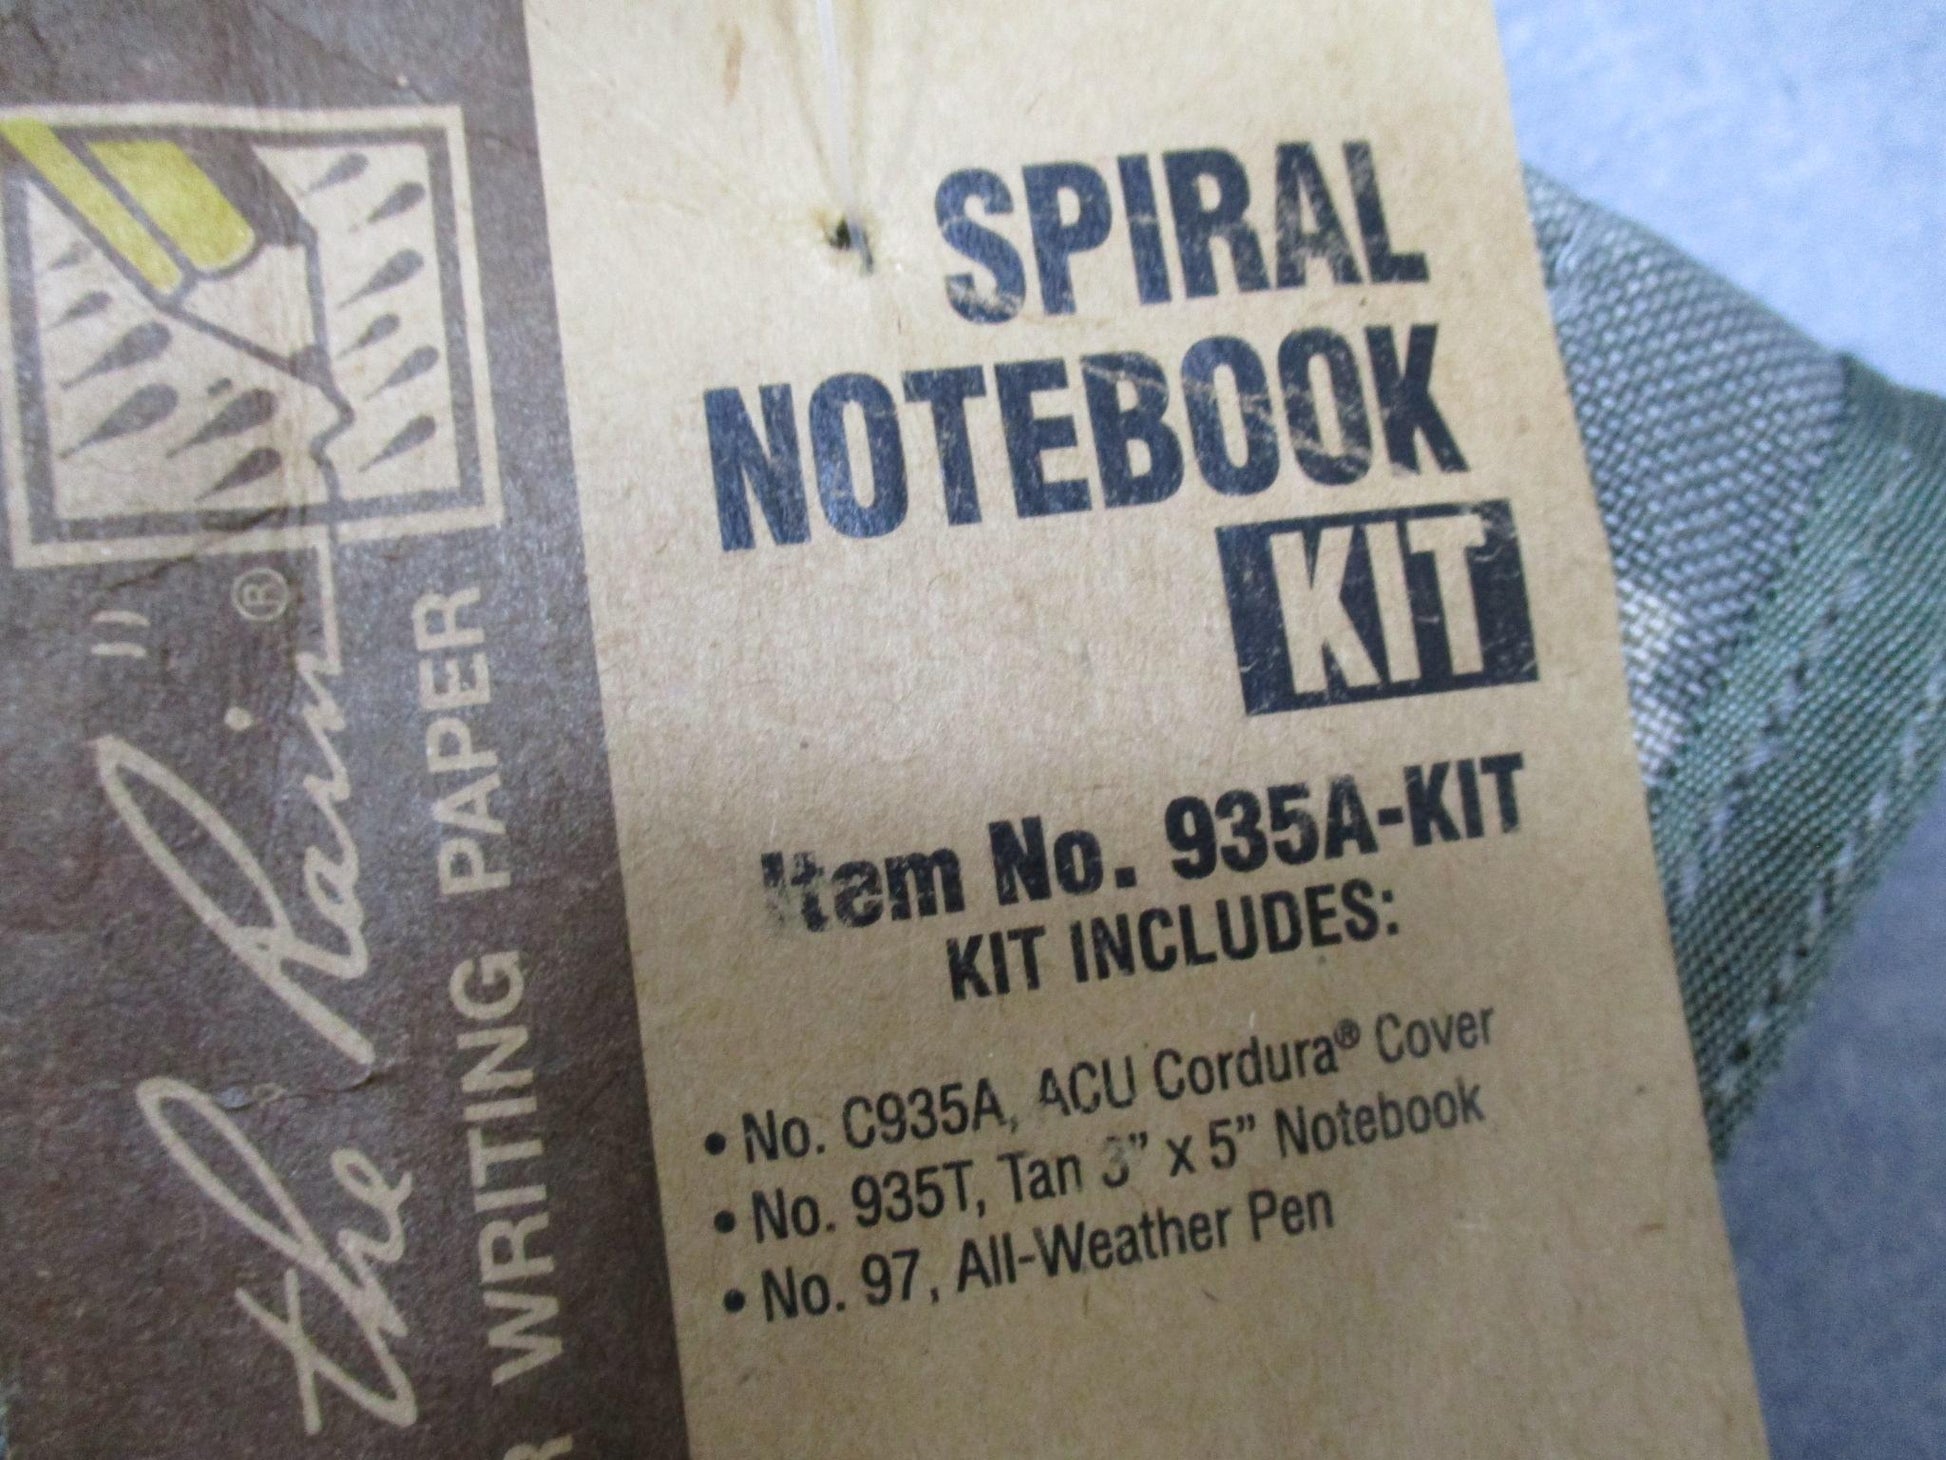 SPIRAL
NOTEBOOK
KIT
Item No. 935A-KIT
KIT INCLUDES:
• No. C935A, ACU Cordura® Cover
• No. 935T, Tan 3” x 5” Notebook
• No. 97, All-Weather Pen
the Rain®
WRITING PAPER